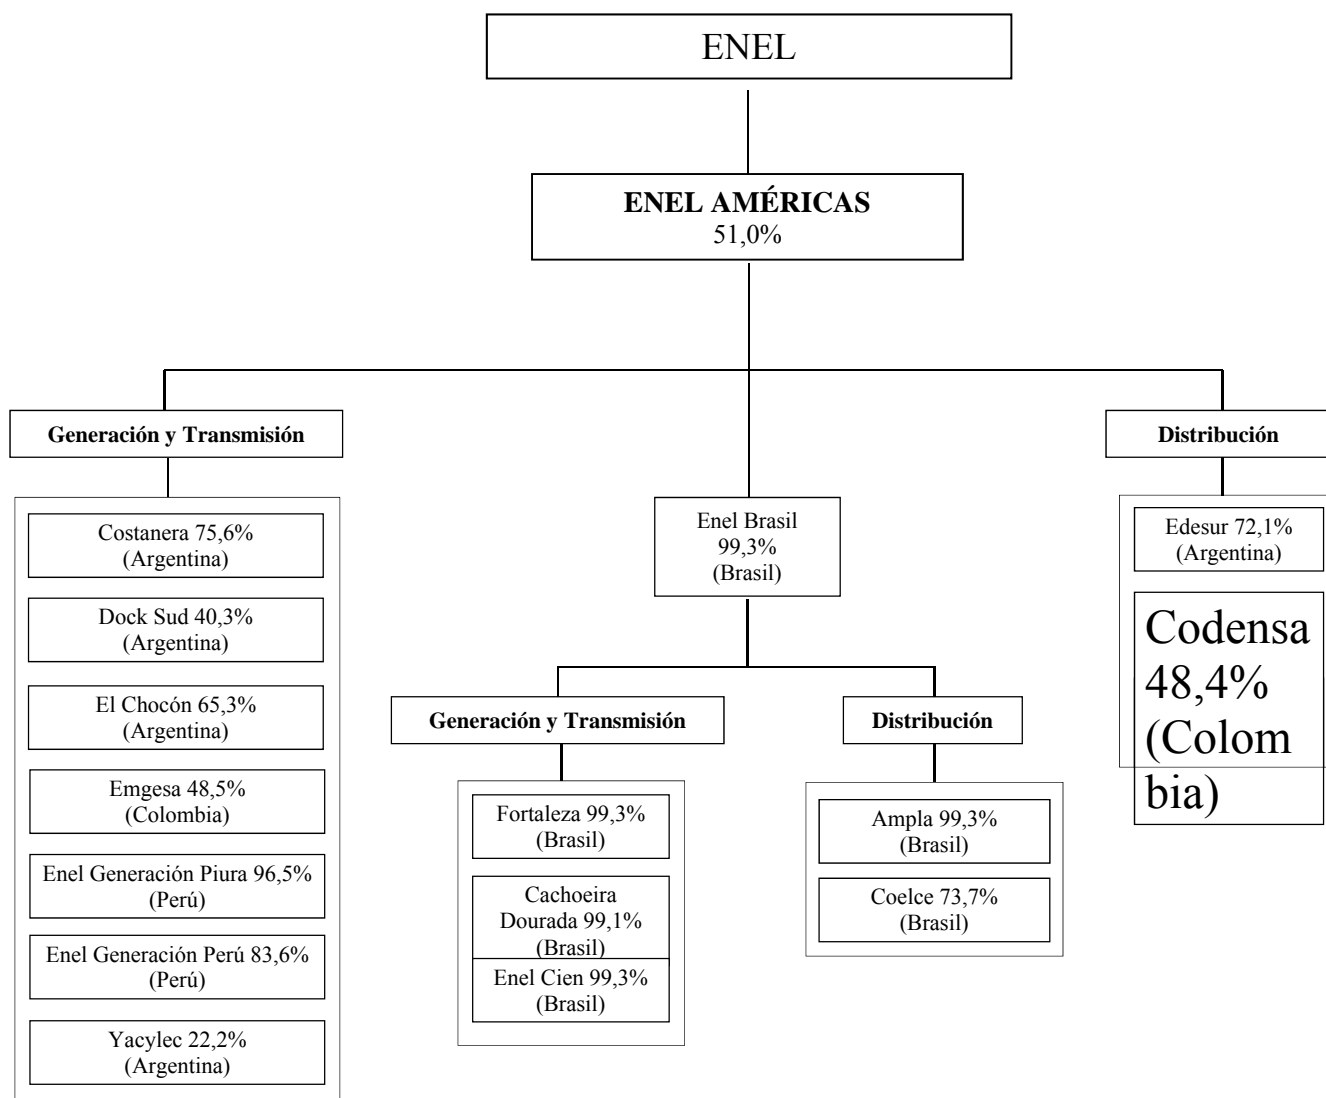 ENEL
ENEL AMÉRICAS
51,0%
Generación y Transmisión
Costanera 75,6%
(Argentina)
Dock Sud 40,3%
(Argentina)
El Chocón 65,3%
(Argentina)
Emgesa 48,5%
(Colombia)
Enel Generación Piura 96,5%
(Perú)
Enel Generación Perú 83,6%
(Perú)
Yacylec 22,2%
(Argentina)
Enel Brasil
99,3%
(Brasil)
Generación y Transmisión
Fortaleza 99,3%
(Brasil)
Cachoeira
Dourada 99,1%
(Brasil)
Enel Cien 99,3%
(Brasil)
Distribución
Ampla 99,3%
(Brasil)
Coelce 73,7%
(Brasil)
Distribución
Edesur 72,1%
(Argentina)
Codensa
48,4%
(Colom
bia)